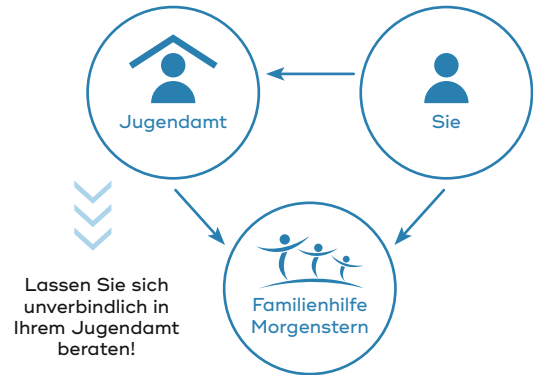 Jugendamt
Sie
Familienhilfe
Morgenstern
Lassen Sie sich
unverbindlich in
Ihrem Jugendamt
beraten!